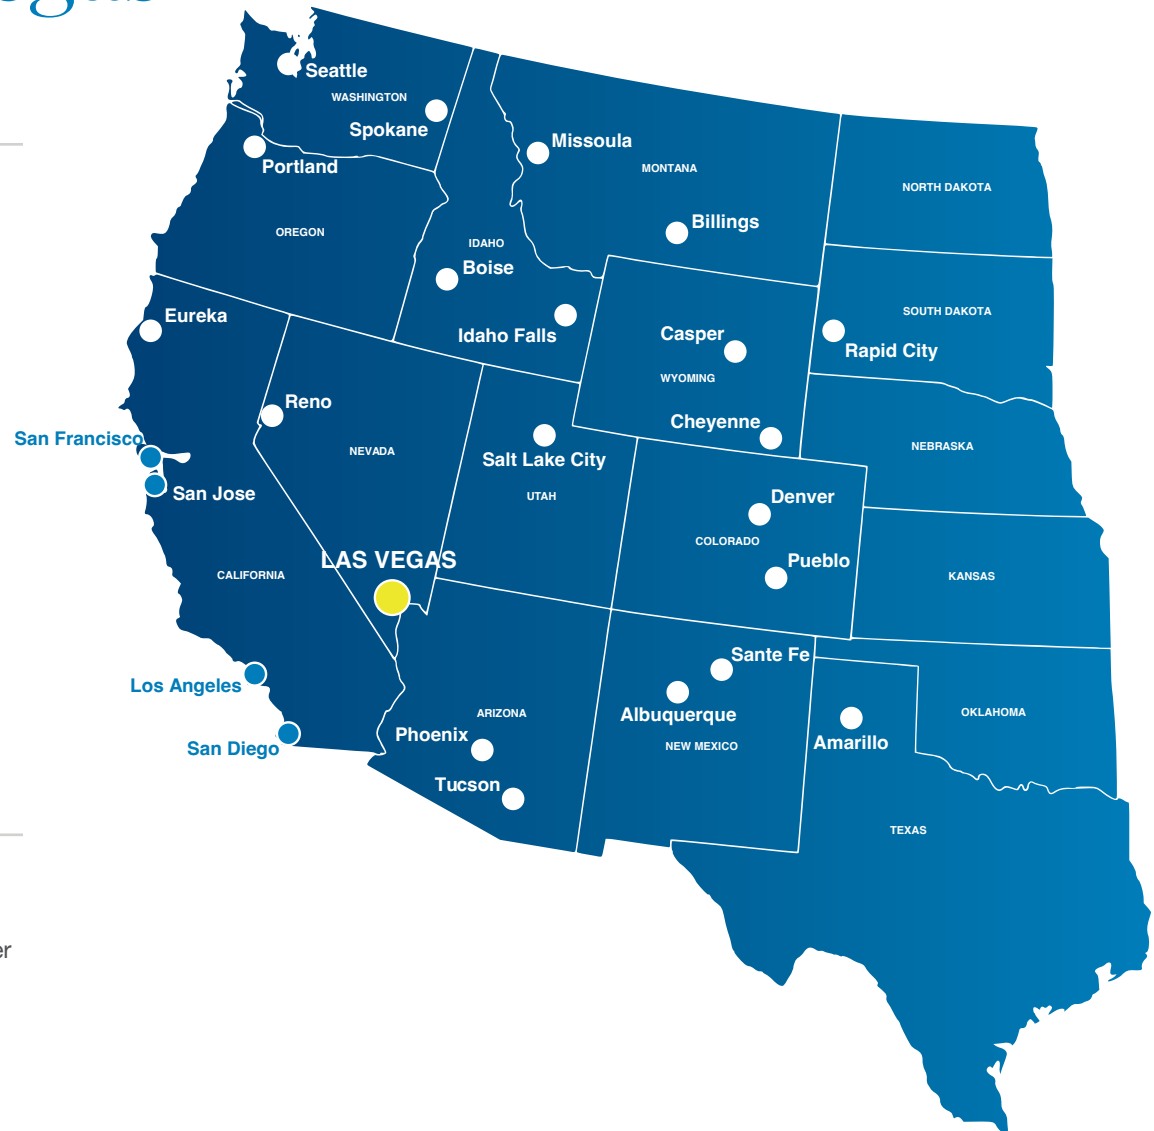 Seattle
WASHINGTON
Spokane
Portland
Missoula
MONTANA
NORTH DAKOTA
OREGON
Billings
IDAHO
Boise
Eureka
Idaho Falls
Casper
SOUTH DAKOTA
Rapid City
WYOMING
Reno
Cheyenne
San Francisco
NEVADA
Salt Lake City
NEBRASKA
San Jose
UTAH
Denver
COLORADO
LAS VEGAS
Pueblo
CALIFORNIA
KANSAS
Sante Fe
Los Angeles
Albuquerque
ARIZONA
OKLAHOMA
Phoenix
NEW MEXICO
Amarillo
San Diego
Tucson
TEXAS
er